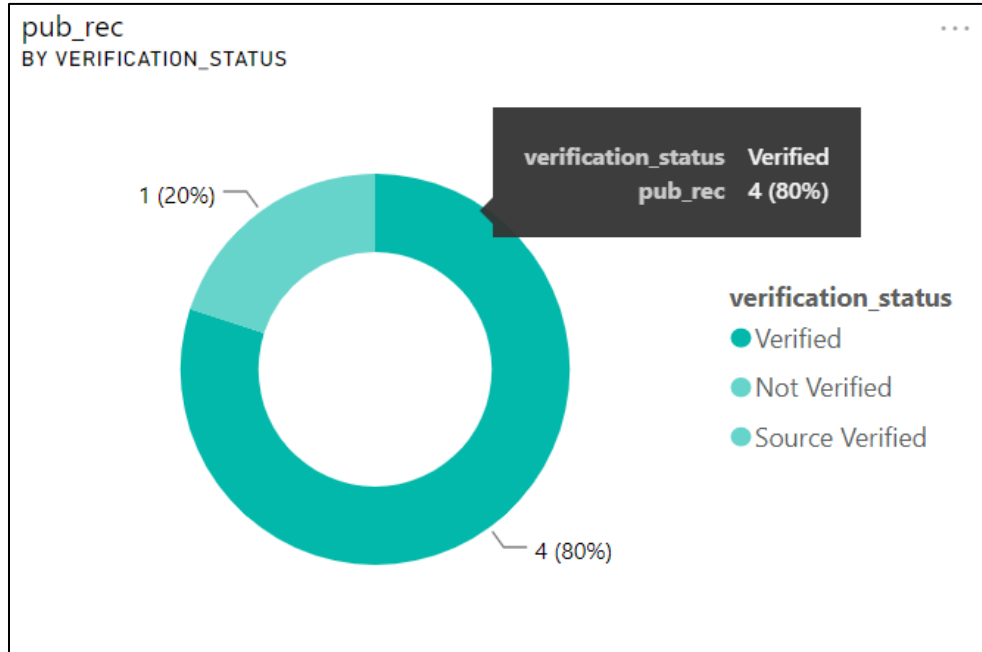 pub_rec
BY VERIFICATION_STATUS
verification_status Verified
pub_rec 4 (80%)
1 (20%)
verification_status
Verified
Not Verified
Source Verified
4 (80%)